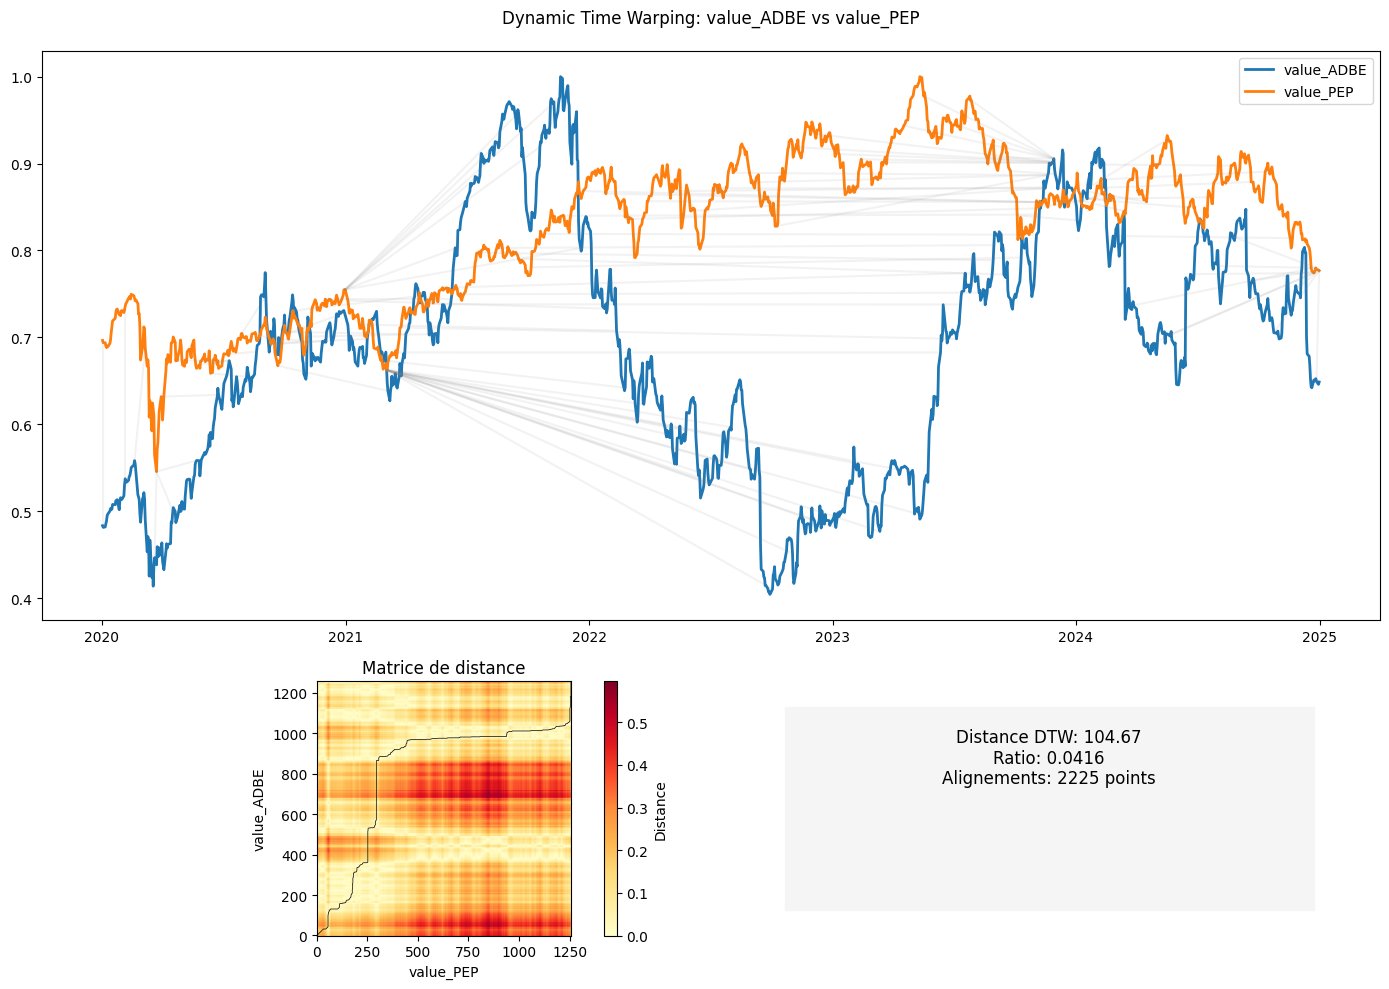 Dynamic Time Warping: value_ADBE vs value_PEP
1.0
0.9
0.8
0.7
0.6
0.5
0.4
value_ADBE
value_PEP
2020 2021 2022 2023 2024 2025
Matrice de distance
1200
1000
800
600
400
200
0
value_ADBE
0 250 500 750 1000 1250
value_PEP
0.5
0.4
0.3
0.2
0.1
0.0
Distance
Distance DTW: 104.67
Ratio: 0.0416
Alignements: 2225 points